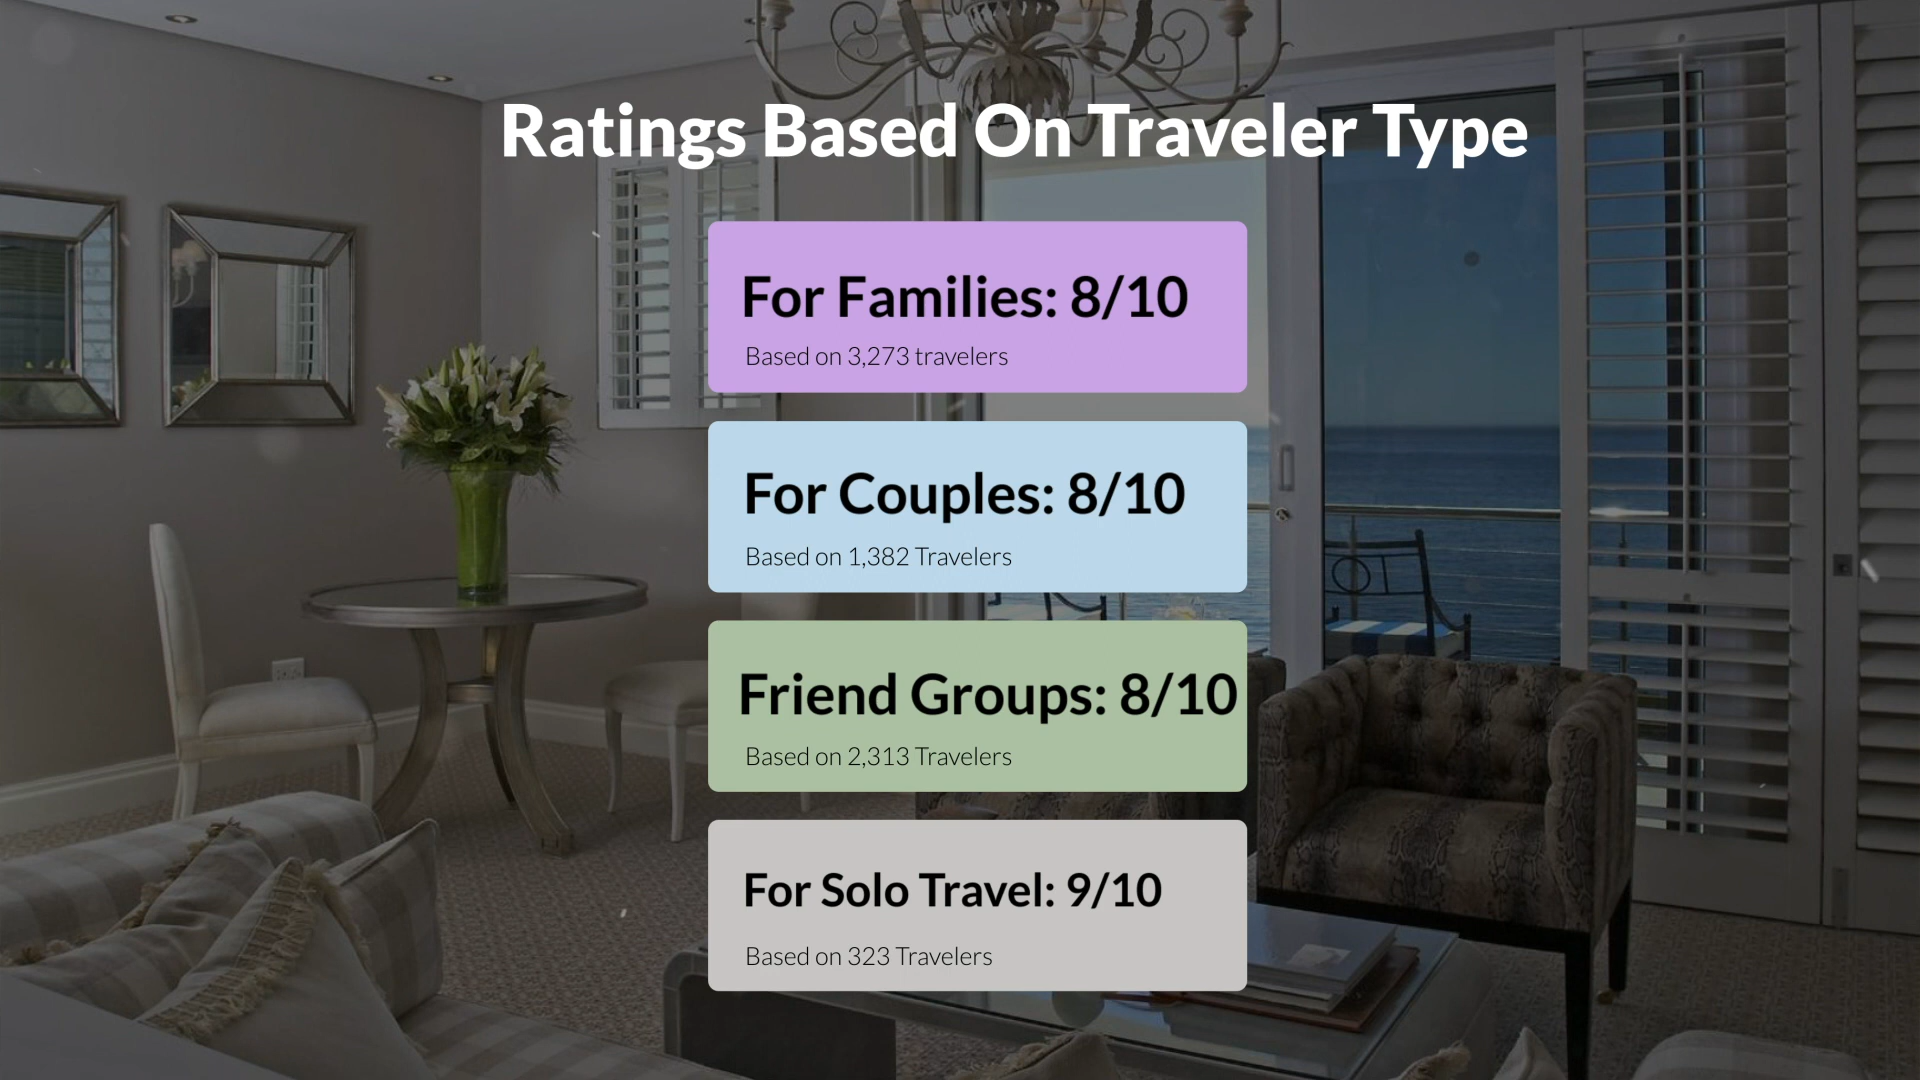 Ratings Based On Traveler Type
For Families: 8/10
Based on 3,273 travelers
For Couples: 8/10
Based on 1,382 Travelers
Friend Groups: 8/10
Based on 2,313 Travelers
For Solo Travel: 9/10
Based on 323 Travelers